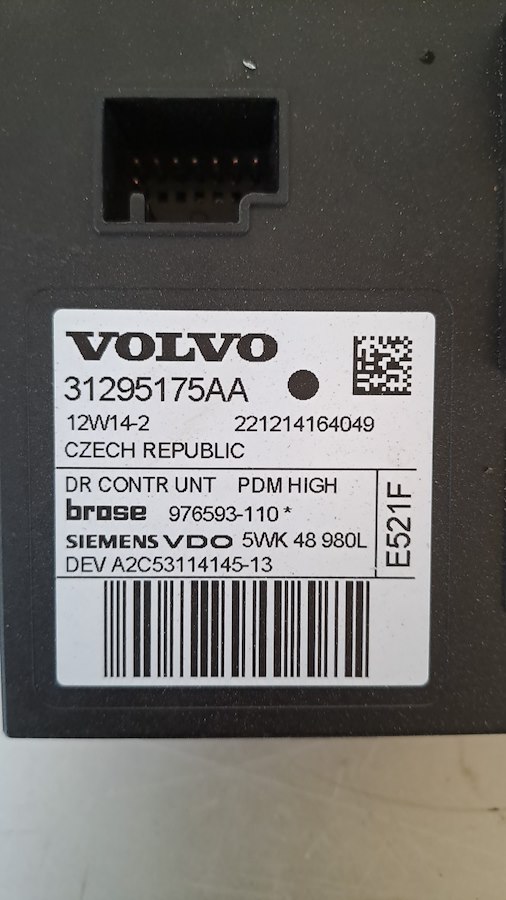 VOLVO
31295175AA
12W14-2 221214164049
CZECH REPUBLIC
DR CONTR UNT PDM HIGH
brose 976593-110*
SIEMENS VDO 5WK 48 980L
DEV A2C53114145-13
E521F